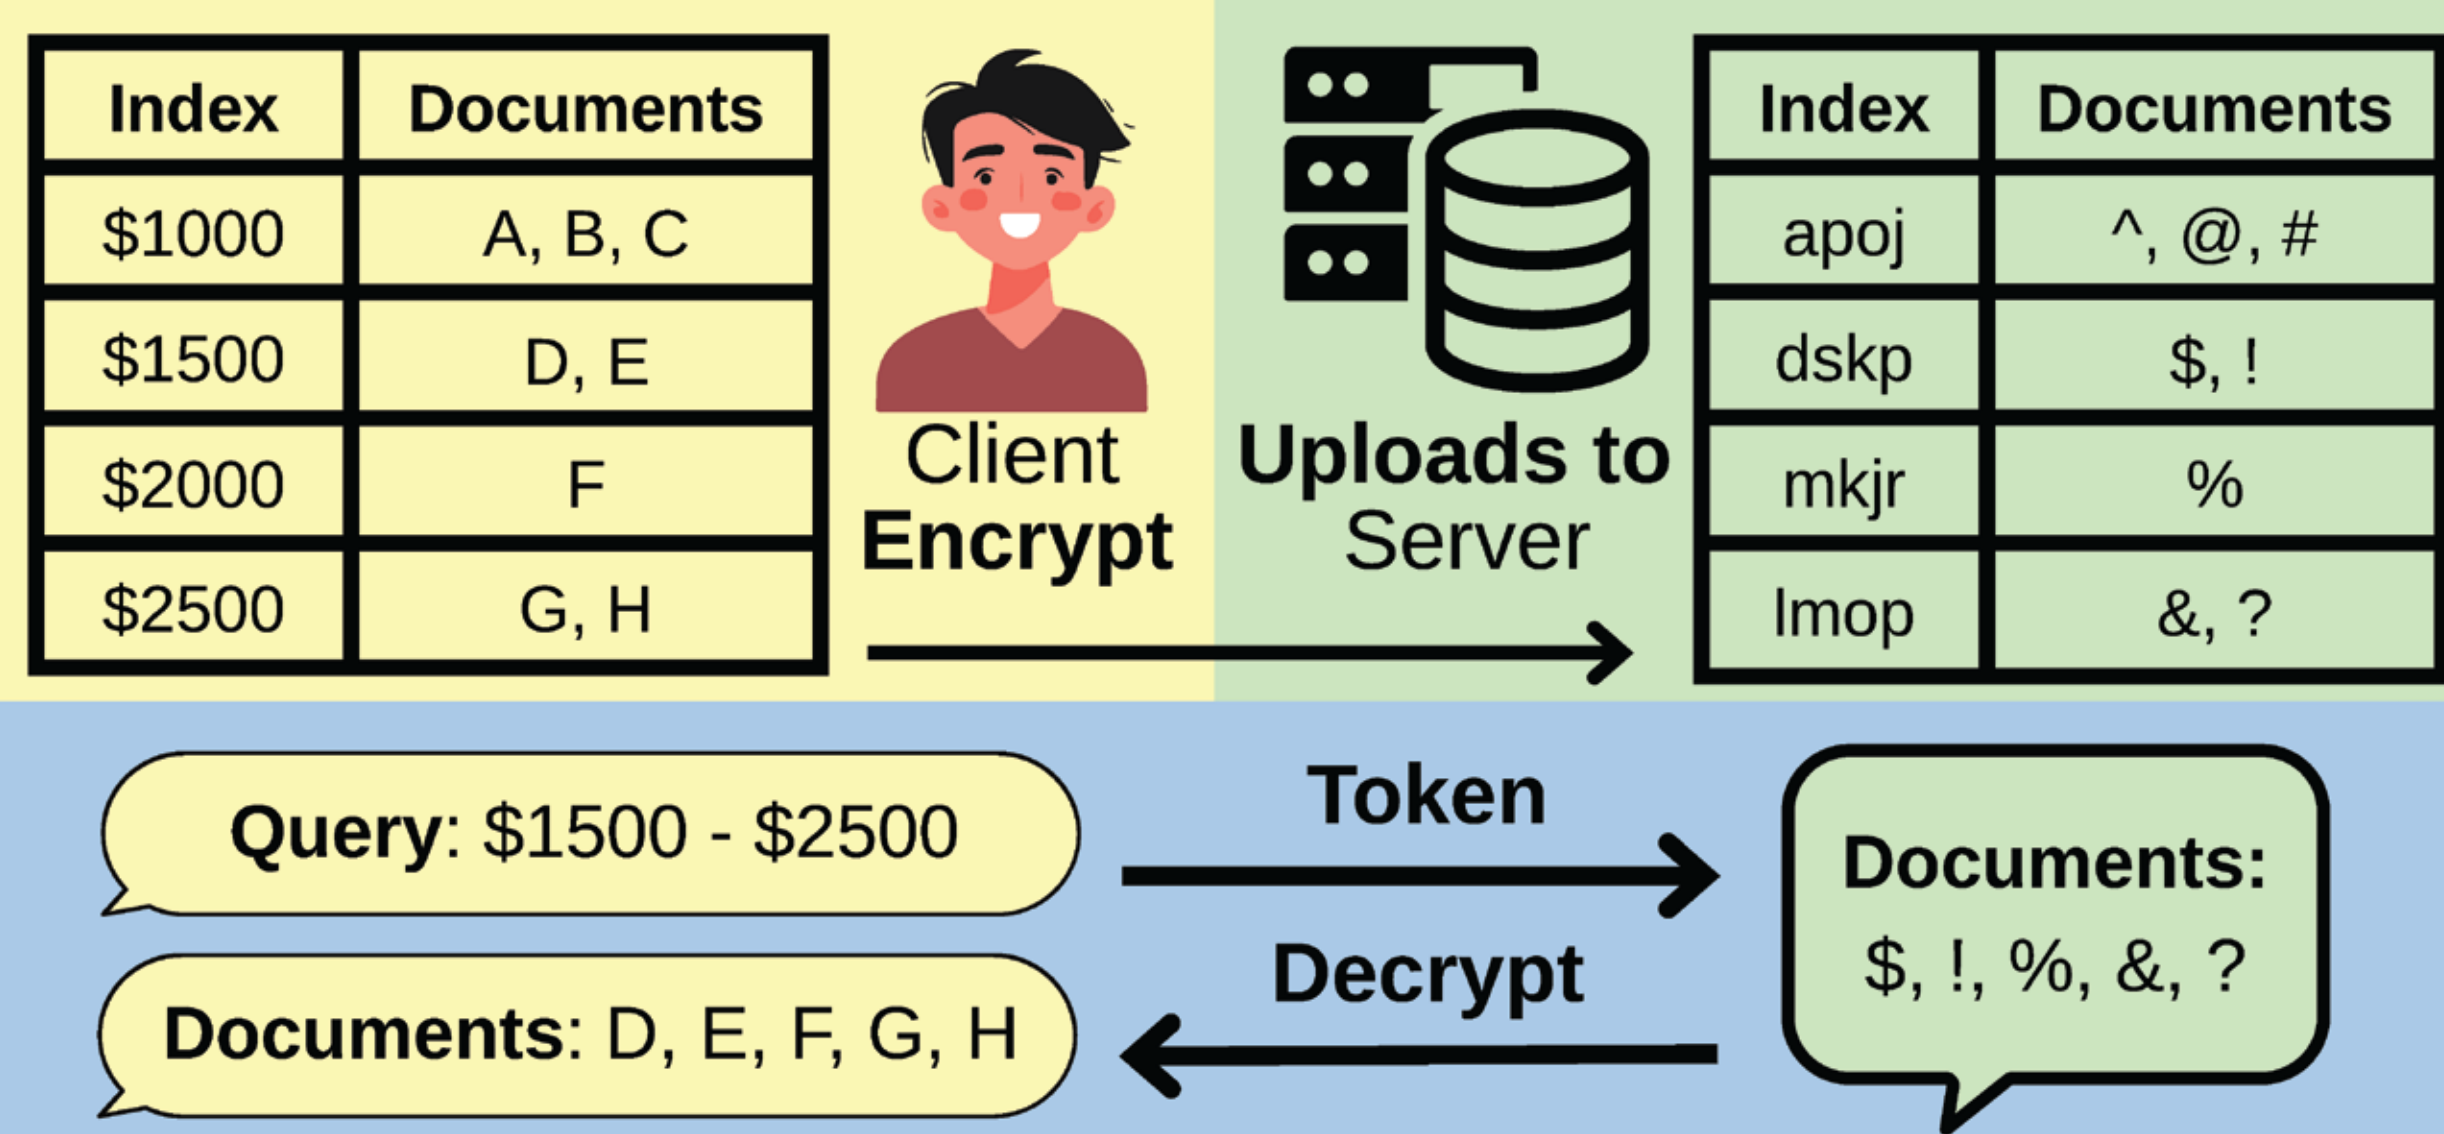 Index Documents
$1000 A, B, C
$1500 D, E
$2000 F
$2500 G, H
Client
Encrypt
Uploads to
Server
Index Documents
apoj ^, @, #
dskp $, !
mkjr %
lmop &, ?
Query: $1500 - $2500
Token
Documents:
$, !, %, &, ?
Decrypt
Documents: D, E, F, G, H